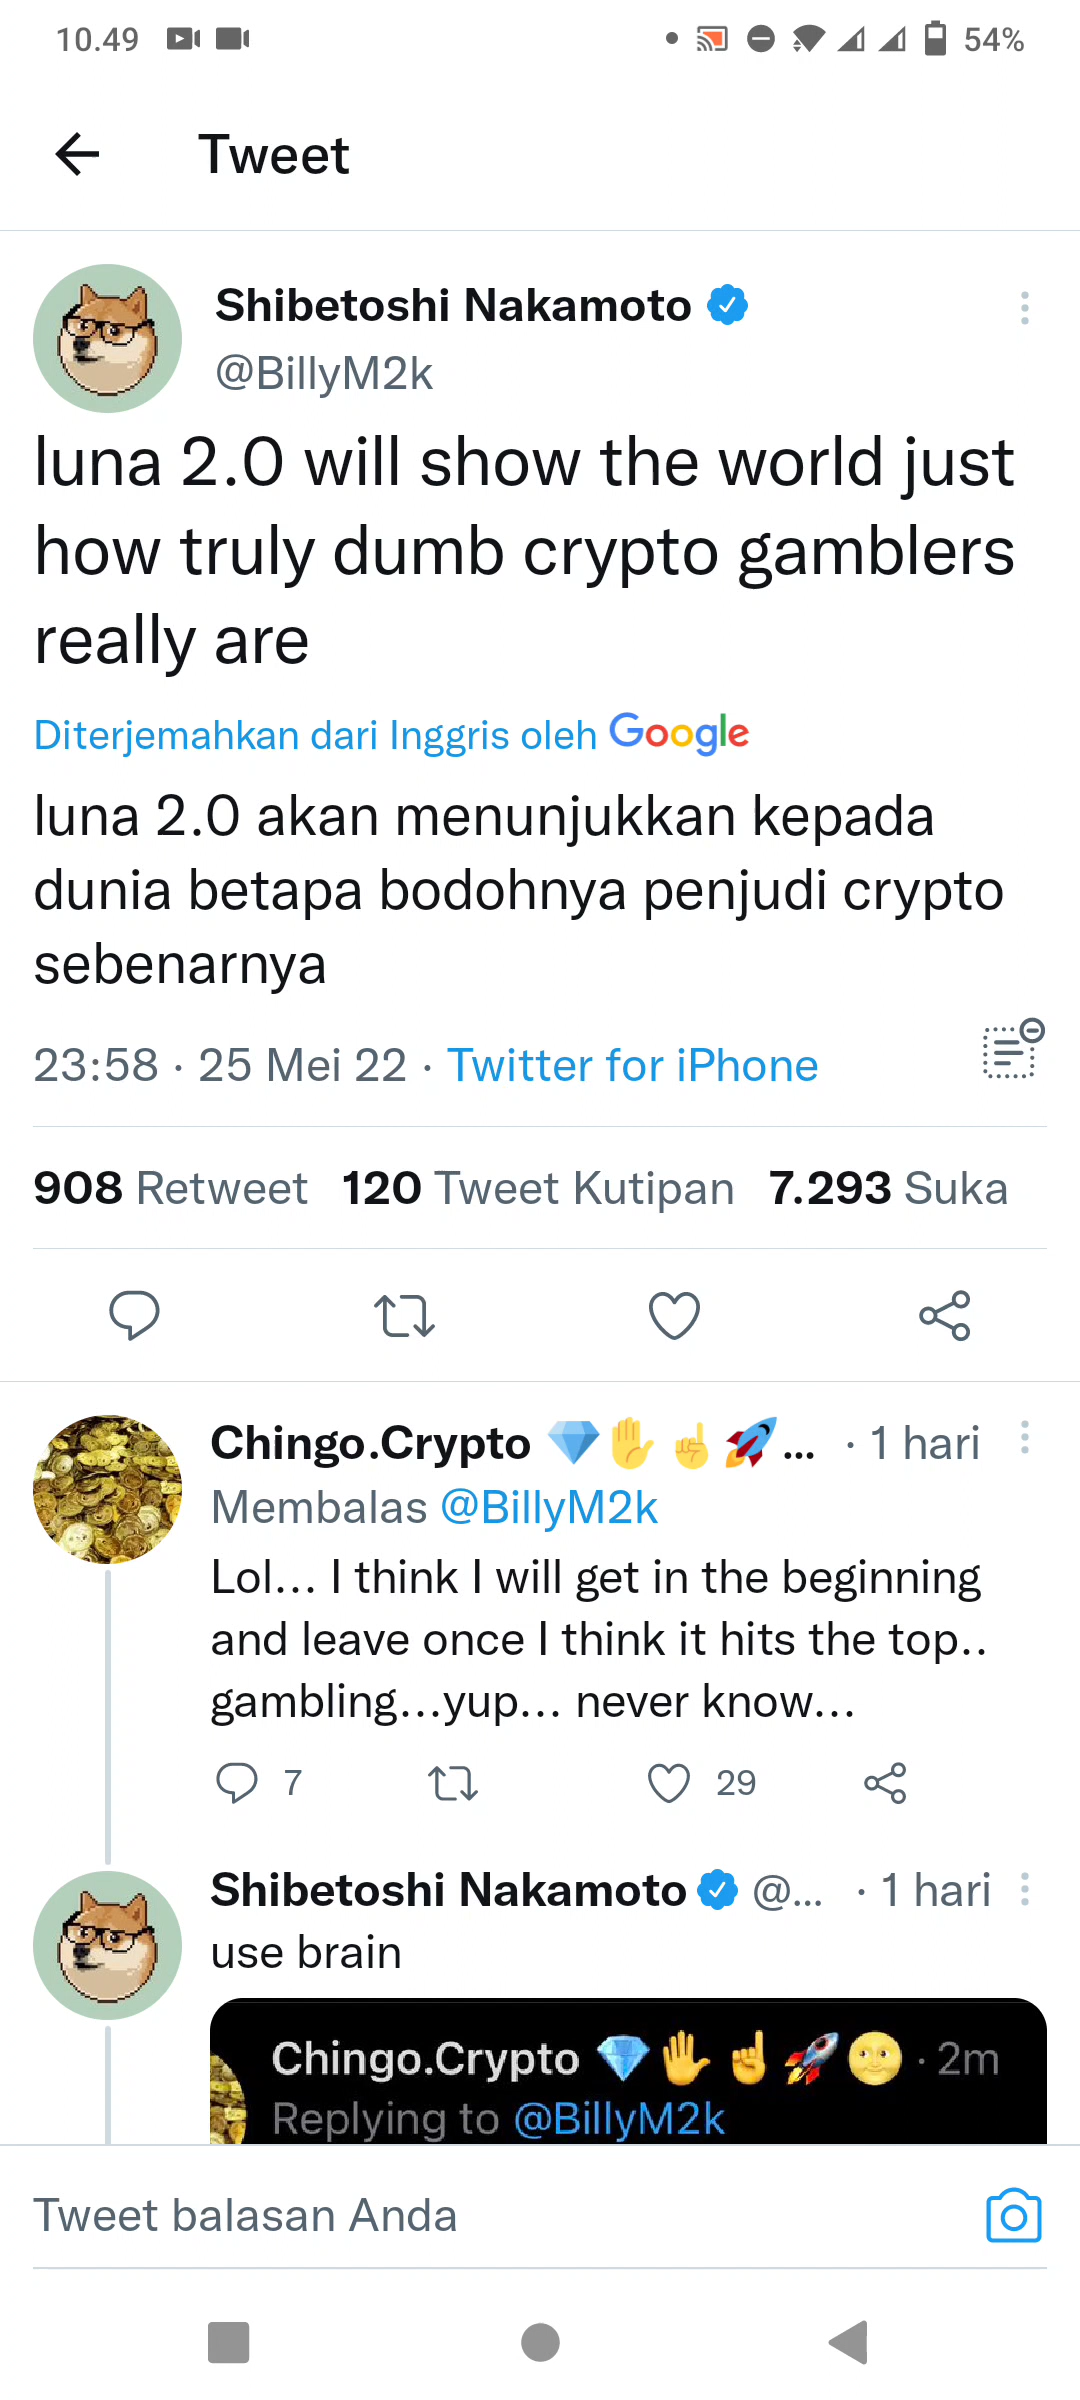 10.49
54%
Tweet
Shibetoshi Nakamoto
@BillyM2k
luna 2.0 will show the world just
how truly dumb crypto gamblers
really are
Diterjemahkan dari Inggris oleh Google
luna 2.0 akan menunjukkan kepada
dunia betapa bodohnya penjudi crypto
sebenarnya
23:58 · 25 Mei 22 · Twitter for iPhone
908 Retweet 120 Tweet Kutipan 7.293 Suka
Chingo.Crypto 💎✋☝🚀... · 1 hari
Membalas @BillyM2k
Lol... I think I will get in the beginning
and leave once I think it hits the top..
gambling...yup... never know...
7 29
Shibetoshi Nakamoto @... · 1 hari
use brain
Chingo.Crypto 💎✋☝🚀🌝 · 2m
Replying to @BillyM2k
Tweet balasan Anda